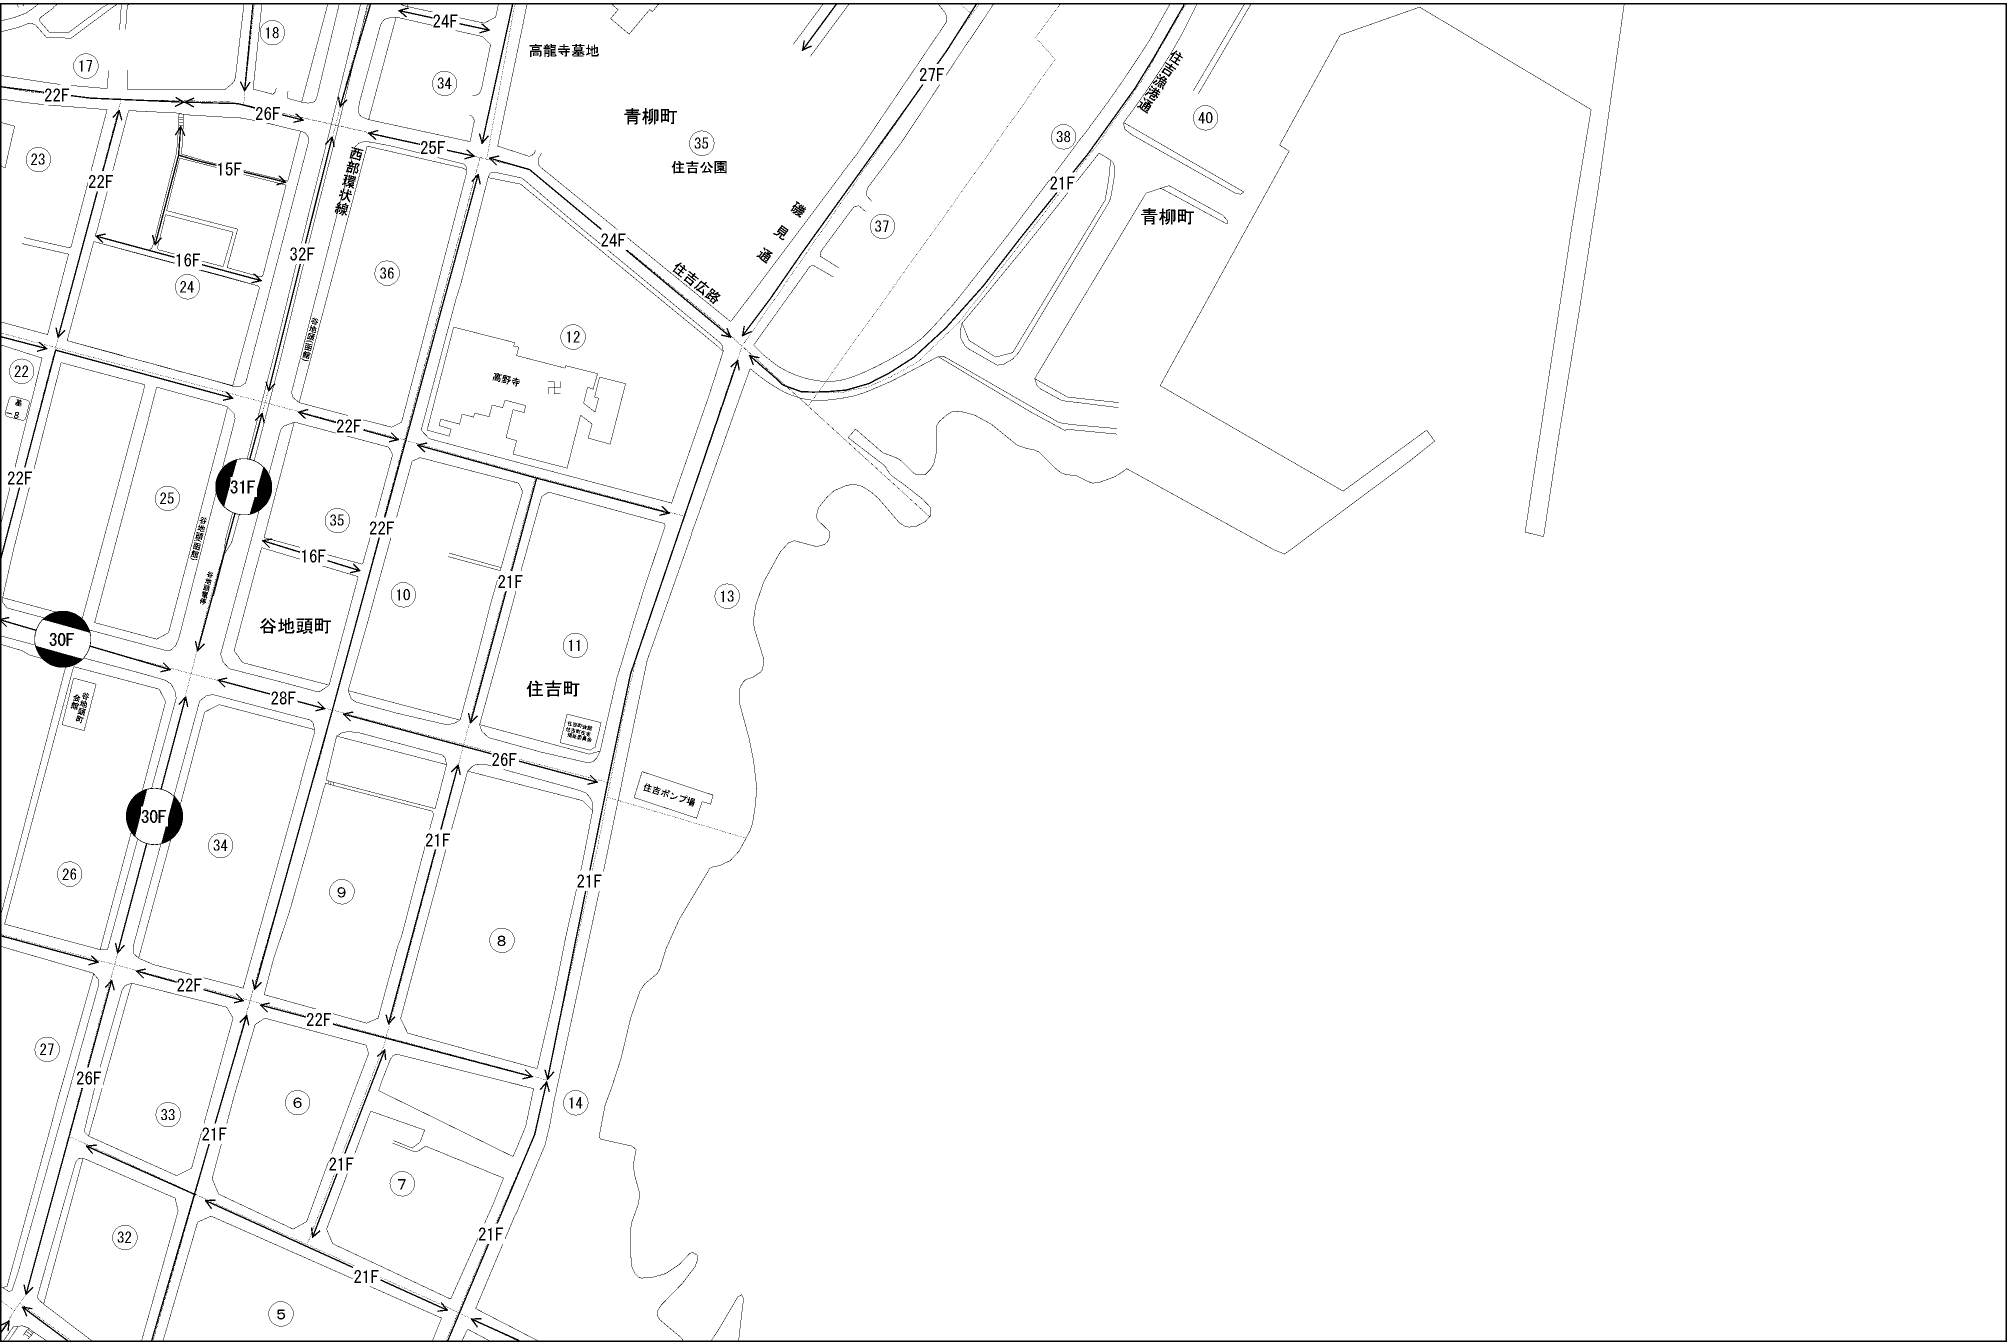 24F
18
高龍寺墓地
17
34
27F
住吉漁港通
22F
26F
青柳町
40
35
38
25F
住吉公園
23
15F
22F
西部環状線
21F
青柳町
磯見通
37
24F
32F
16F
36
住吉広路
24
12
22
高野寺
卍
22F
22F
31F
25
35
22F
16F
21F
10
13
谷地頭町
30F
11
住吉町
28F
26F
住吉ポンプ場
30F
34
21F
26
9
21F
8
22F
22F
27
26F
6
14
33
21F
21F
7
32
21F
21F
5